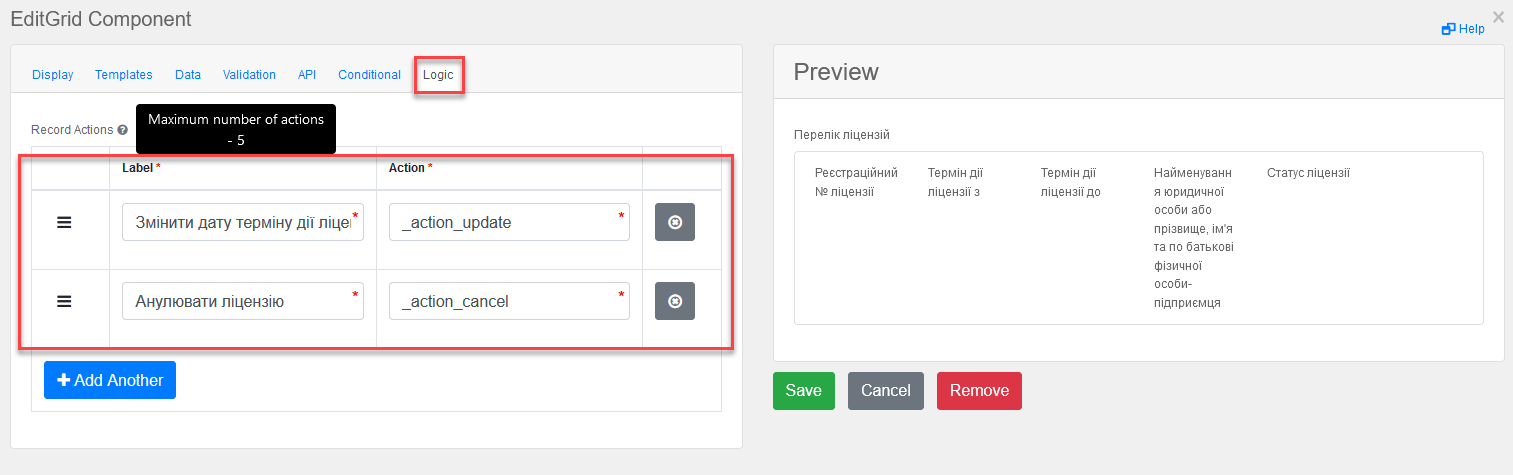 EditGrid Component
×
Help
Display Templates Data Validation API Conditional Logic
Maximum number of actions
- 5
Record Actions
Label * Action *
Змінити дату терміну дії ліце * _action_update *
Анулювати ліцензію * _action_cancel *
Add Another
Preview
Перелік ліцензій
Реєстраційний
№ ліцензії
Термін дії
ліцензії з
Термін дії
ліцензії до
Найменуванн
я юридичної
особи або
прізвище, ім'я
та по батькові
фізичної
особи-
підприємця
Статус ліцензії
Save Cancel Remove